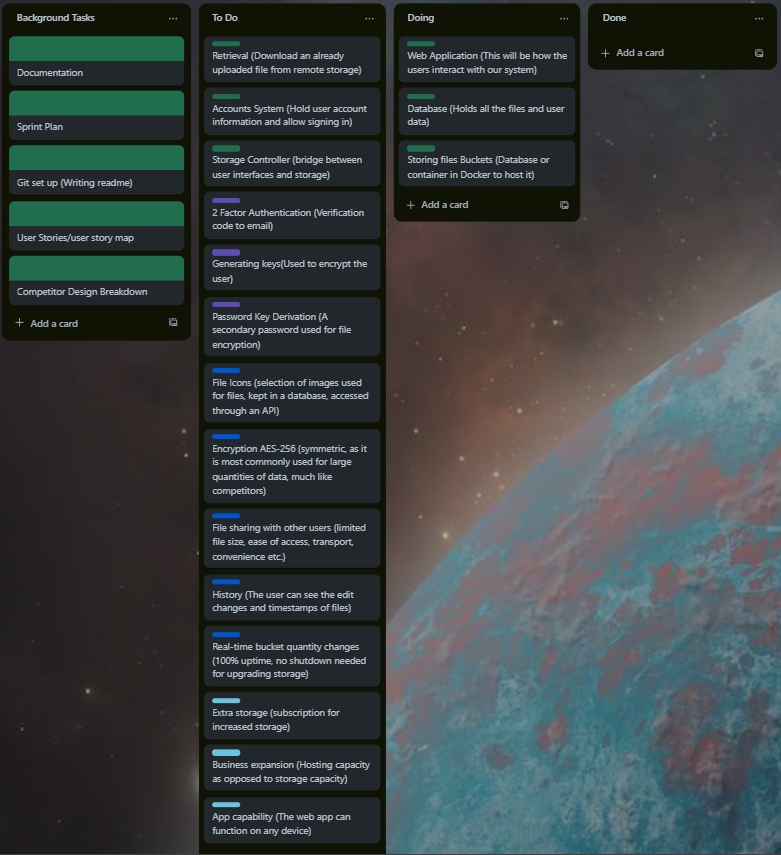 Background Tasks
Documentation
Sprint Plan
Git set up (Writing readme)
User Stories/user story map
Competitor Design Breakdown
+ Add a card
To Do
Retrieval (Download an already
uploaded file from remote storage)
Accounts System (Hold user account
information and allow signing in)
Storage Controller (bridge between
user interfaces and storage)
2 Factor Authentication (Verification
code to email)
Generating keys(Used to encrypt the
user)
Password Key Derivation (A
secondary password used for file
encryption)
File Icons (selection of images used
for files, kept in a database, accessed
through an API)
Encryption AES-256 (symmetric, as it
is most commonly used for large
quantities of data, much like
competitors)
File sharing with other users (limited
file size, ease of access, transport,
convenience etc.)
History (The user can see the edit
changes and timestamps of files)
Real-time bucket quantity changes
(100% uptime, no shutdown needed
for upgrading storage)
Extra storage (subscription for
increased storage)
Business expansion (Hosting capacity
as opposed to storage capacity)
App capability (The web app can
function on any device)
Doing
Web Application (This will be how the
users interact with our system)
Database (Holds all the files and user
data)
Storing files Buckets (Database or
container in Docker to host it)
+ Add a card
Done
+ Add a card